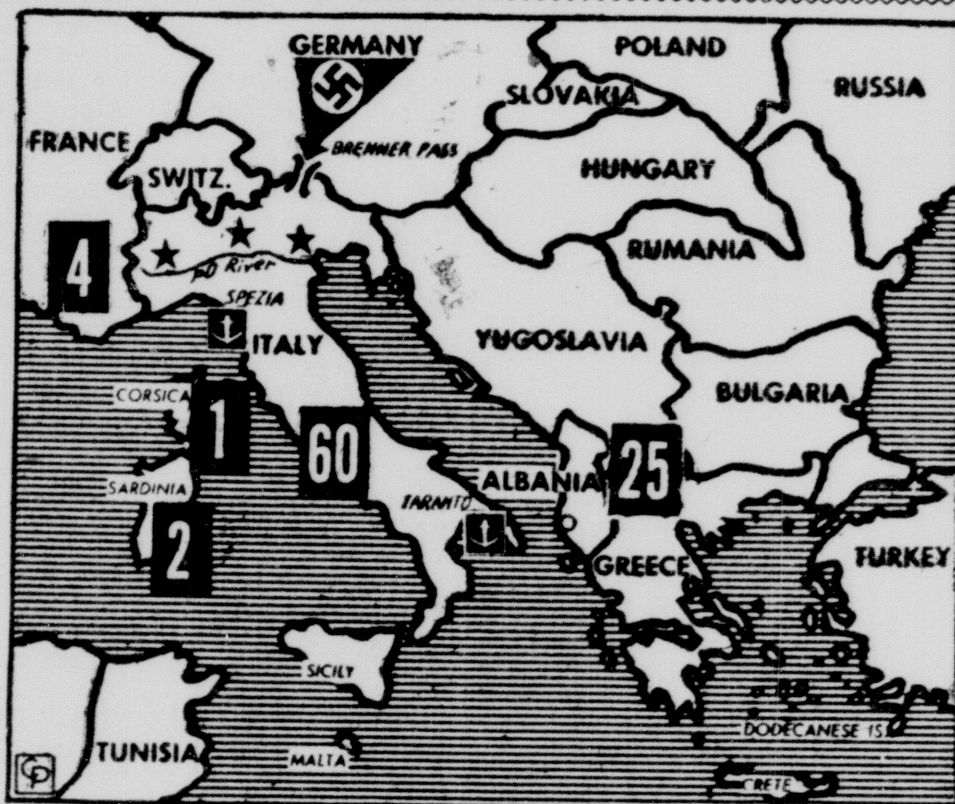 GERMANY
POLAND
SLOVAKIA
RUSSIA
FRANCE
BRENNER PASS
SWITZ.
HUNGARY
4
RUMANIA
PO River
SPEZIA
ITALY
YUGOSLAVIA
CORSICA
BULGARIA
1
60
25
SARDINIA
ALBANIA
TARANTO
2
GREECE
TURKEY
SICILY
DODECANESE IS.
TUNISIA
MALTA
CP
CRETE